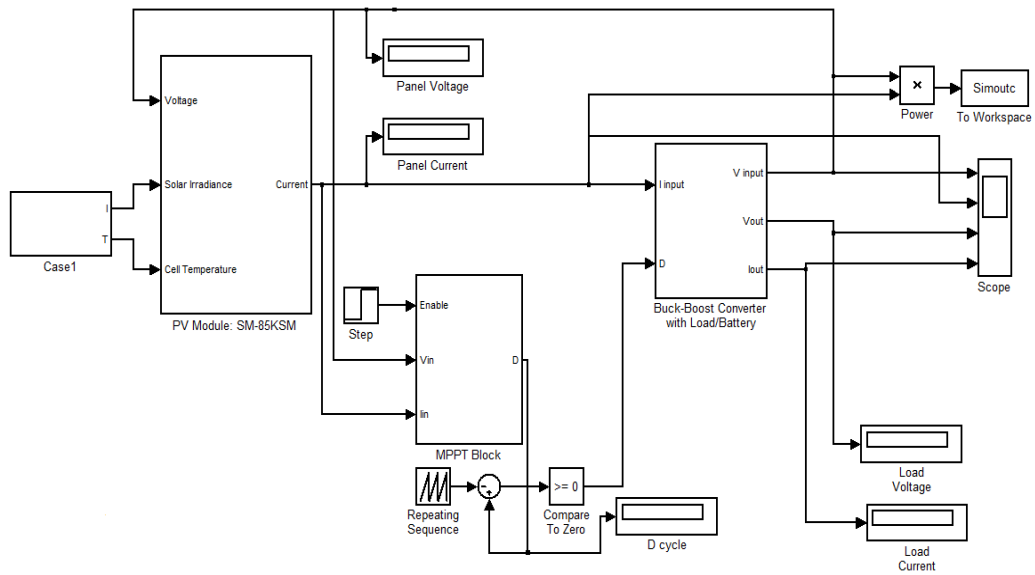 Panel Voltage
Voltage
Solar Irradiance
Cell Temperature
Current
PV Module: SM-85KSM
I
T
Case1
Panel Current
×
Power
Simoutc
To Workspace
I input
D
V input
Vout
Iout
Buck-Boost Converter
with Load/Battery
Scope
Step
Enable
Vin
Iin
D
MPPT Block
Repeating
Sequence
-
+
>= 0
Compare
To Zero
D cycle
Load
Voltage
Load
Current